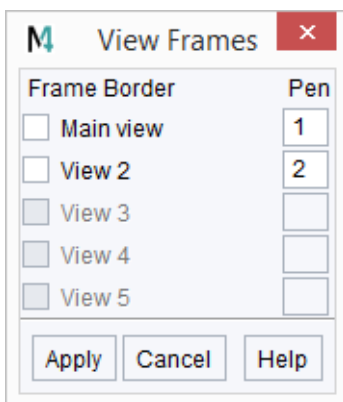 M4 View Frames ×
Frame Border Pen
Main view 1
View 2 2
View 3
View 4
View 5
Apply Cancel Help